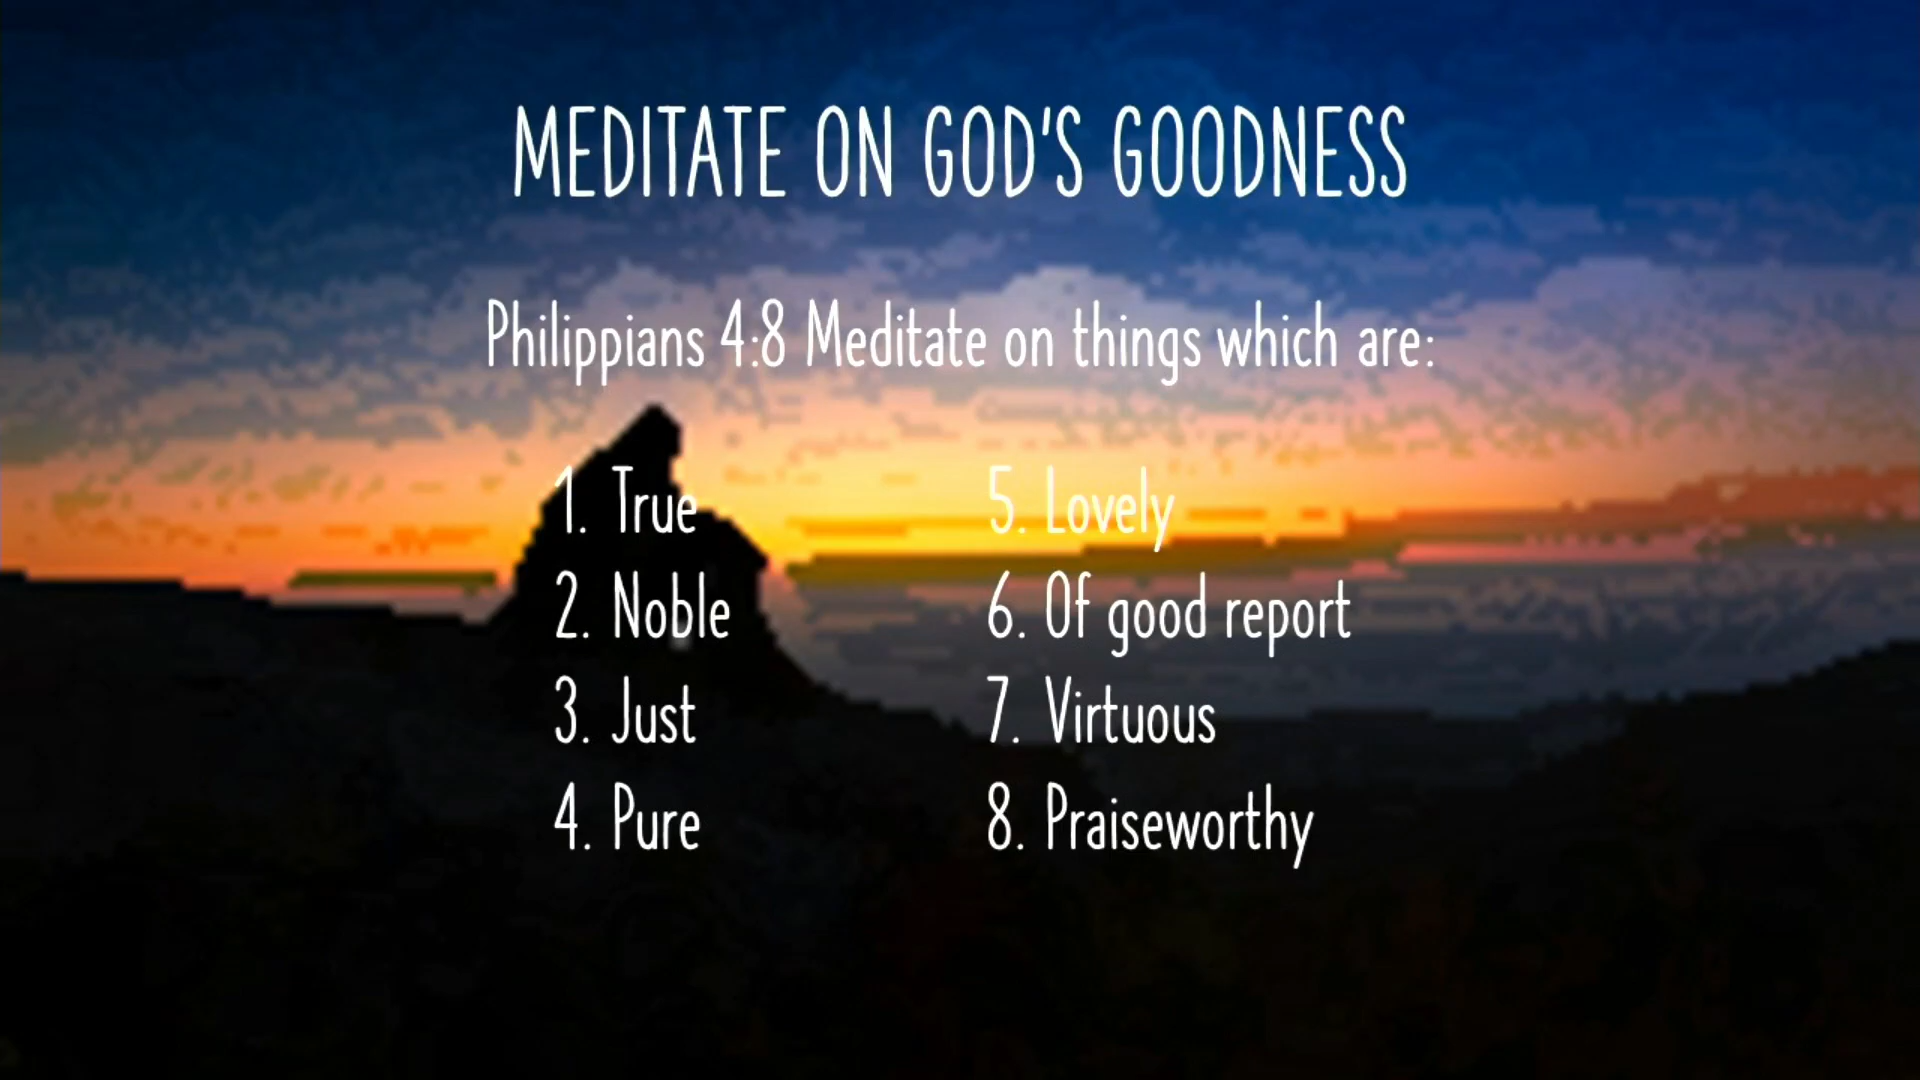 MEDITATE ON GOD'S GOODNESS
Philippians 4:8 Meditate on things which are:
1. True
2. Noble
3. Just
4. Pure
5. Lovely
6. Of good report
7. Virtuous
8. Praiseworthy